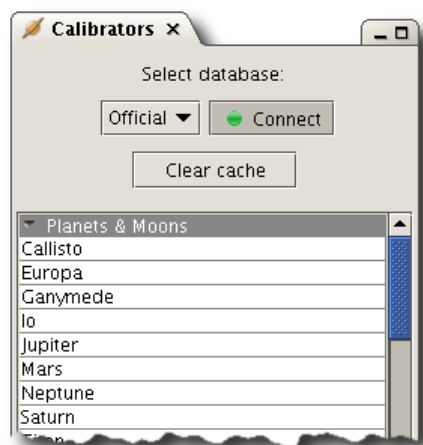 Calibrators
Select database:
Official
Connect
Clear cache
Planets & Moons
Callisto
Europa
Ganymede
Io
Jupiter
Mars
Neptune
Saturn